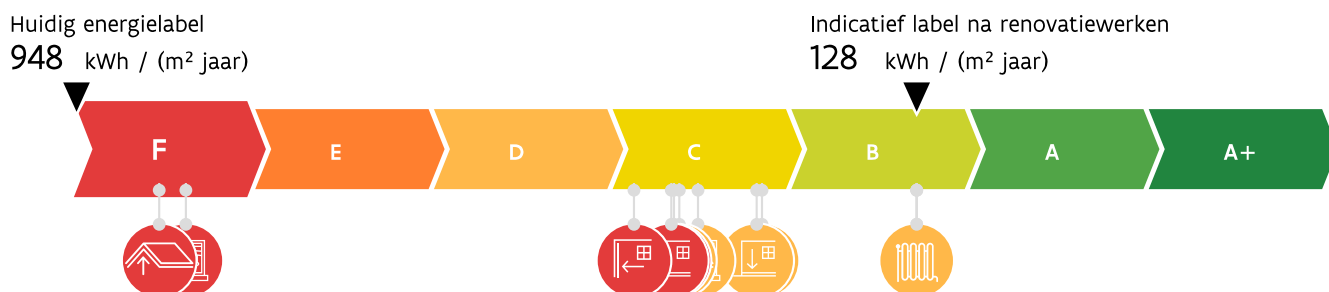 Huidig energielabel
948 kWh / (m² jaar)
Indicatief label na renovatiewerken
128 kWh / (m² jaar)
F E D C B A A+